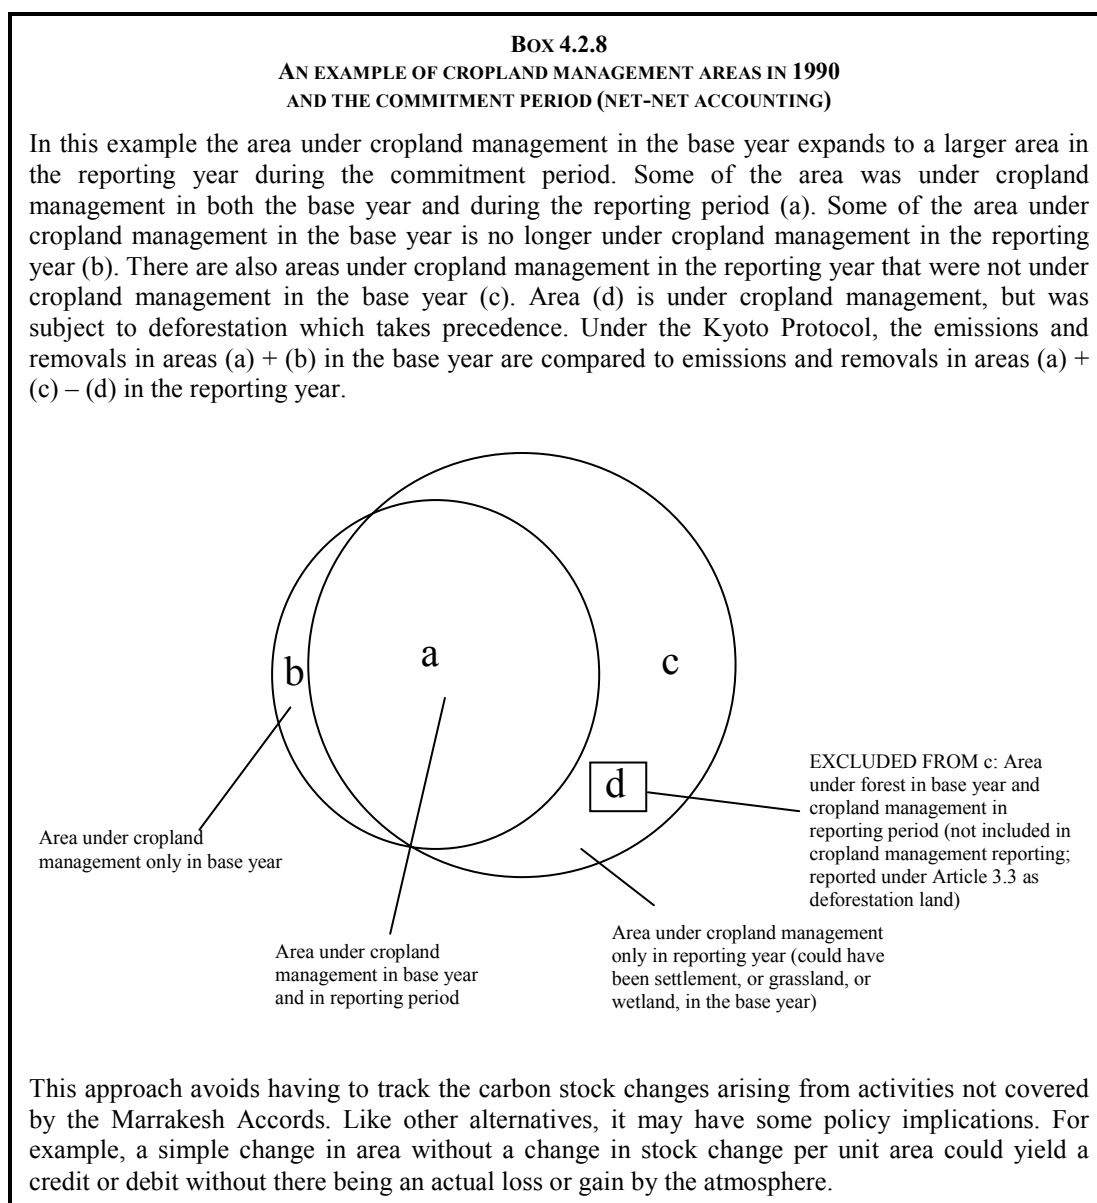 BOX 4.2.8
AN EXAMPLE OF CROPLAND MANAGEMENT AREAS IN 1990
AND THE COMMITMENT PERIOD (NET-NET ACCOUNTING)
In this example the area under cropland management in the base year expands to a larger area in
the reporting year during the commitment period. Some of the area was under cropland
management in both the base year and during the reporting period (a). Some of the area under
cropland management in the base year is no longer under cropland management in the reporting
year (b). There are also areas under cropland management in the reporting year that were not under
cropland management in the base year (c). Area (d) is under cropland management, but was
subject to deforestation which takes precedence. Under the Kyoto Protocol, the emissions and
removals in areas (a) + (b) in the base year are compared to emissions and removals in areas (a) +
(c) – (d) in the reporting year.
b
a
c
d
Area under cropland
management only in base year
Area under cropland
management in base year
and in reporting period
EXCLUDED FROM c: Area
under forest in base year and
cropland management in
reporting period (not included in
cropland management reporting;
reported under Article 3.3 as
deforestation land)
Area under cropland management
only in reporting year (could have
been settlement, or grassland, or
wetland, in the base year)
This approach avoids having to track the carbon stock changes arising from activities not covered
by the Marrakesh Accords. Like other alternatives, it may have some policy implications. For
example, a simple change in area without a change in stock change per unit area could yield a
credit or debit without there being an actual loss or gain by the atmosphere.